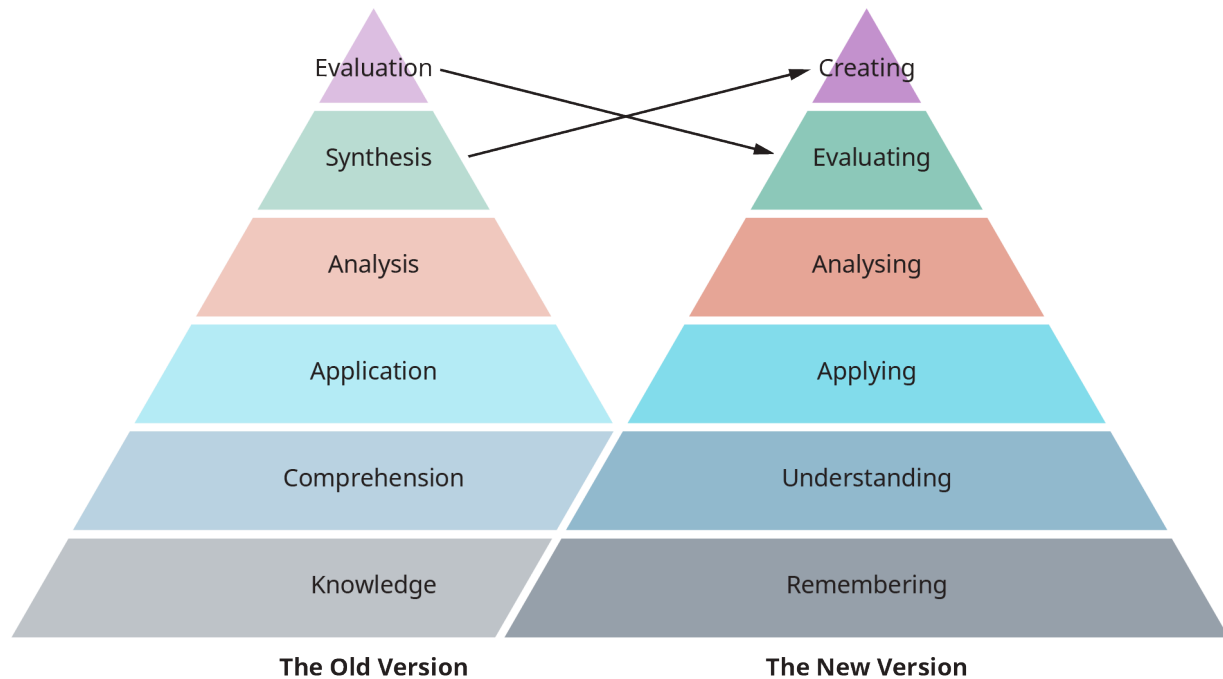 Evaluation
Creating
Synthesis
Evaluating
Analysis
Analysing
Application
Applying
Comprehension
Understanding
Knowledge
Remembering
The Old Version
The New Version